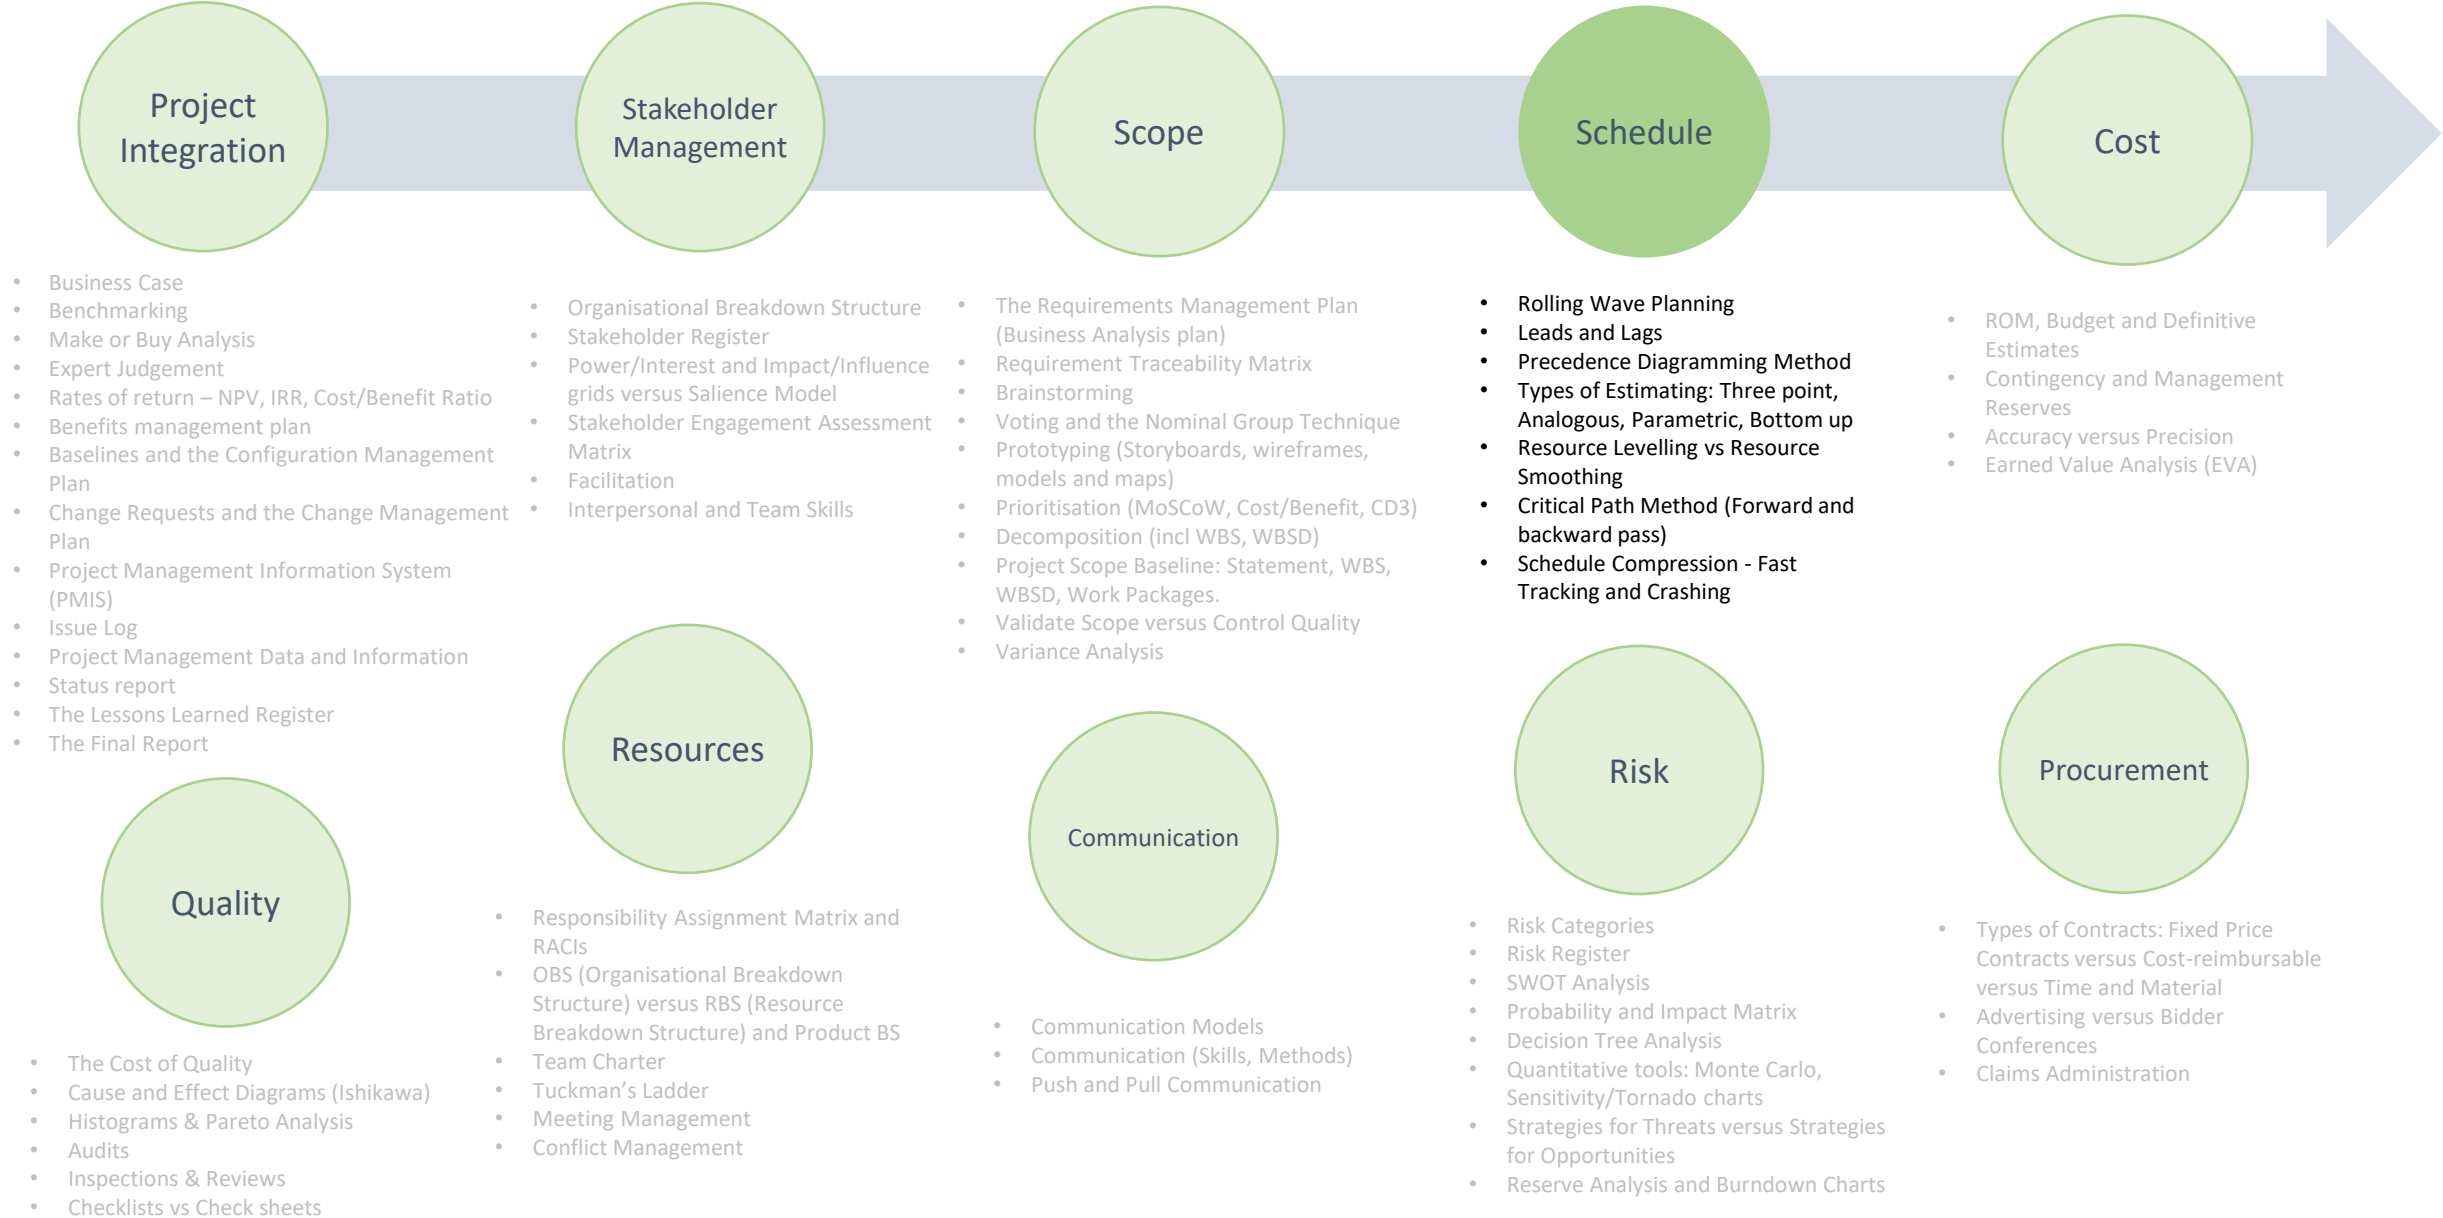 Project
Integration
• Business Case
• Benchmarking
• Make or Buy Analysis
• Expert Judgement
• Rates of return – NPV, IRR, Cost/Benefit Ratio
• Benefits management plan
• Baselines and the Configuration Management
Plan
• Change Requests and the Change Management
Plan
• Project Management Information System
(PMIS)
• Issue Log
• Project Management Data and Information
• Status report
• The Lessons Learned Register
• The Final Report
Stakeholder
Management
• Organisational Breakdown Structure
• Stakeholder Register
• Power/Interest and Impact/Influence
grids versus Salience Model
• Stakeholder Engagement Assessment
Matrix
• Facilitation
• Interpersonal and Team Skills
Scope
• The Requirements Management Plan
(Business Analysis plan)
• Requirement Traceability Matrix
• Brainstorming
• Voting and the Nominal Group Technique
• Prototyping (Storyboards, wireframes,
models and maps)
• Prioritisation (MoSCoW, Cost/Benefit, CD3)
• Decomposition (incl WBS, WBSD)
• Project Scope Baseline: Statement, WBS,
WBSD, Work Packages.
• Validate Scope versus Control Quality
• Variance Analysis
Schedule
• Rolling Wave Planning
• Leads and Lags
• Precedence Diagramming Method
• Types of Estimating: Three point,
Analogous, Parametric, Bottom up
• Resource Levelling vs Resource
Smoothing
• Critical Path Method (Forward and
backward pass)
• Schedule Compression - Fast
Tracking and Crashing
Cost
• ROM, Budget and Definitive
Estimates
• Contingency and Management
Reserves
• Accuracy versus Precision
• Earned Value Analysis (EVA)
Quality
• The Cost of Quality
• Cause and Effect Diagrams (Ishikawa)
• Histograms & Pareto Analysis
• Audits
• Inspections & Reviews
• Checklists vs Check sheets
Resources
• Responsibility Assignment Matrix and
RACIs
• OBS (Organisational Breakdown
Structure) versus RBS (Resource
Breakdown Structure) and Product BS
• Team Charter
• Tuckman's Ladder
• Meeting Management
• Conflict Management
Communication
• Communication Models
• Communication (Skills, Methods)
• Push and Pull Communication
Risk
• Risk Categories
• Risk Register
• SWOT Analysis
• Probability and Impact Matrix
• Decision Tree Analysis
• Quantitative tools: Monte Carlo,
Sensitivity/Tornado charts
• Strategies for Threats versus Strategies
for Opportunities
• Reserve Analysis and Burndown Charts
Procurement
• Types of Contracts: Fixed Price
Contracts versus Cost-reimbursable
versus Time and Material
• Advertising versus Bidder
Conferences
• Claims Administration